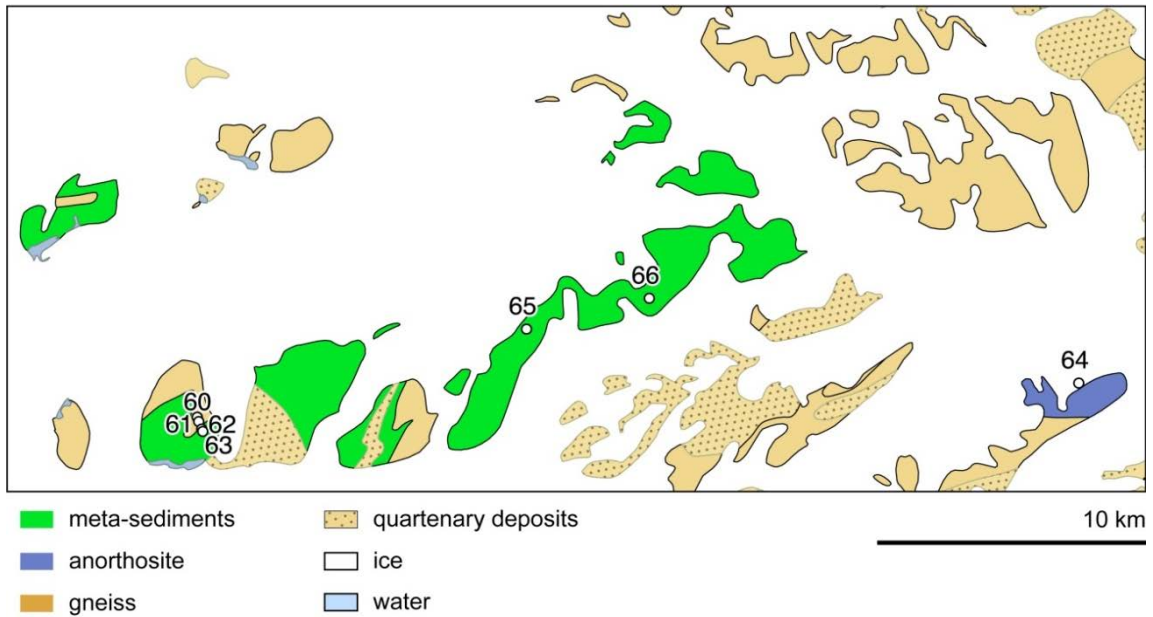 66
65
64
60
61 62
63
meta-sediments
anorthosite
gneiss
quartenary deposits
ice
water
10 km